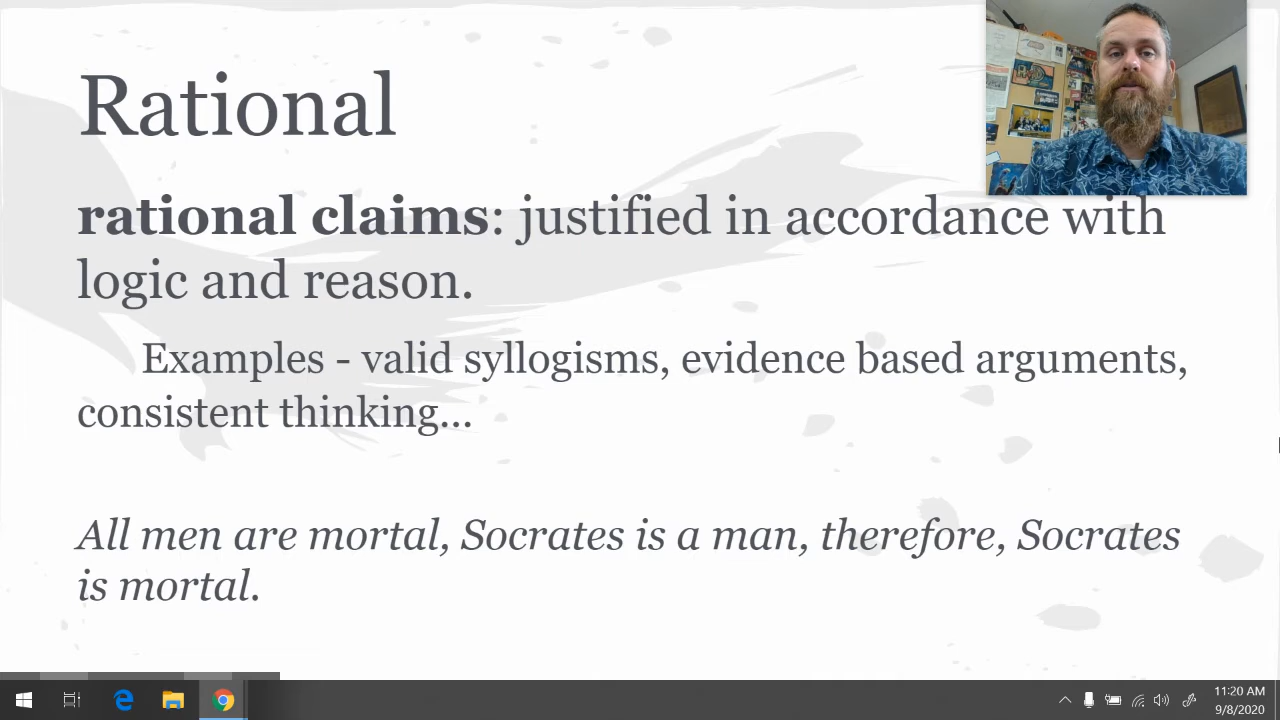 Rational
rational claims: justified in accordance with
logic and reason.
Examples - valid syllogisms, evidence based arguments,
consistent thinking...
All men are mortal, Socrates is a man, therefore, Socrates
is mortal.
11:20 AM
9/8/2020